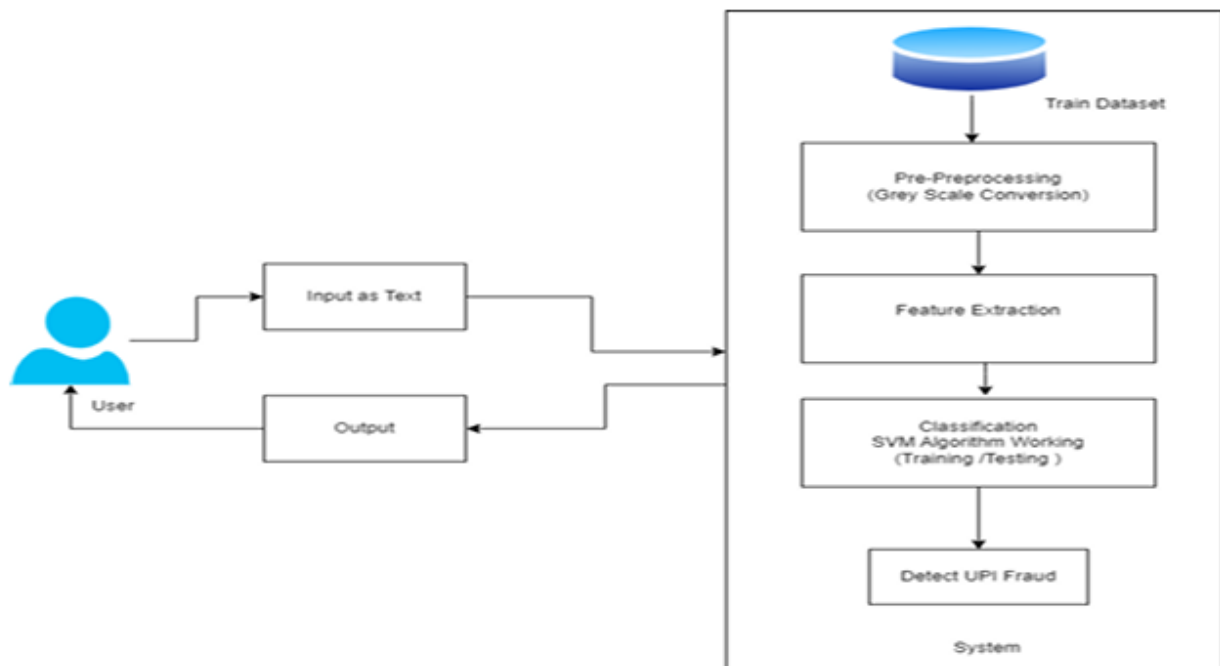 Train Dataset
Pre-Preprocessing
(Grey Scale Conversion)
Input as Text
Feature Extraction
User
Output
Classification
SVM Algorithm Working
(Training /Testing )
Detect UPI Fraud
System